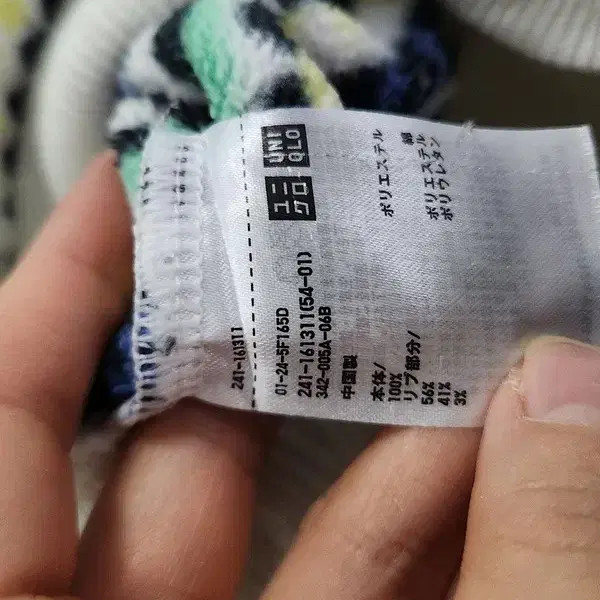 241-161311
ユニ UNI
クロ QLO
01-24-5F165D
241-161311(54-01)
342-005A-06B
中国製
本体/
100% ポリエステル
リブ部分/
56% 綿
41% ポリエステル
3% ポリウレタン